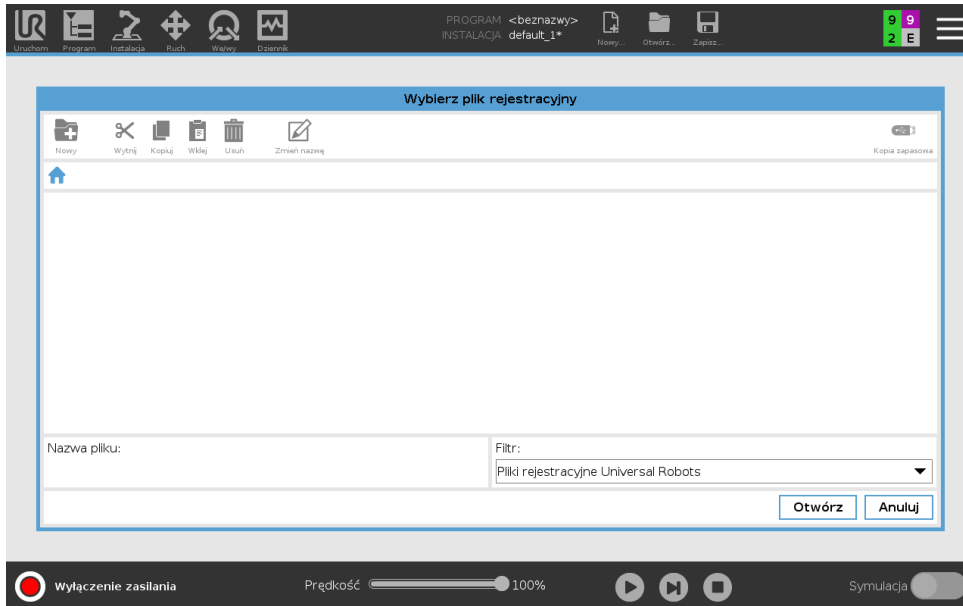 PROGRAM <beznazwy>
INSTALACJA default_1*
Uruchom Program Instalacja Ruch We/wy Dziennik Nowy... Otwórz... Zapisz...
9 9
2 E
Wybierz plik rejestracyjny
Nowy Wytnij Kopiuj Wklej Usuń Zmień nazwę Kopia zapasowa
Nazwa pliku:
Filtr:
Pliki rejestracyjne Universal Robots
Otwórz Anuluj
Wyłączenie zasilania Prędkość 100% Symulacja